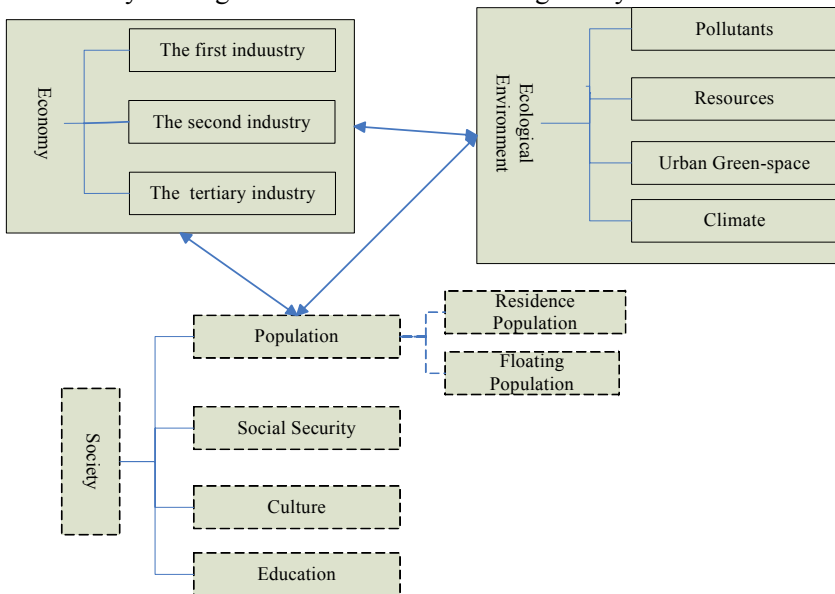 The first induustry
The second industry
The tertiary industry
Economy
Ecological
Environment
Pollutants
Resources
Urban Green-space
Climate
Population
Residence
Population
Floating
Population
Society
Social Security
Culture
Education